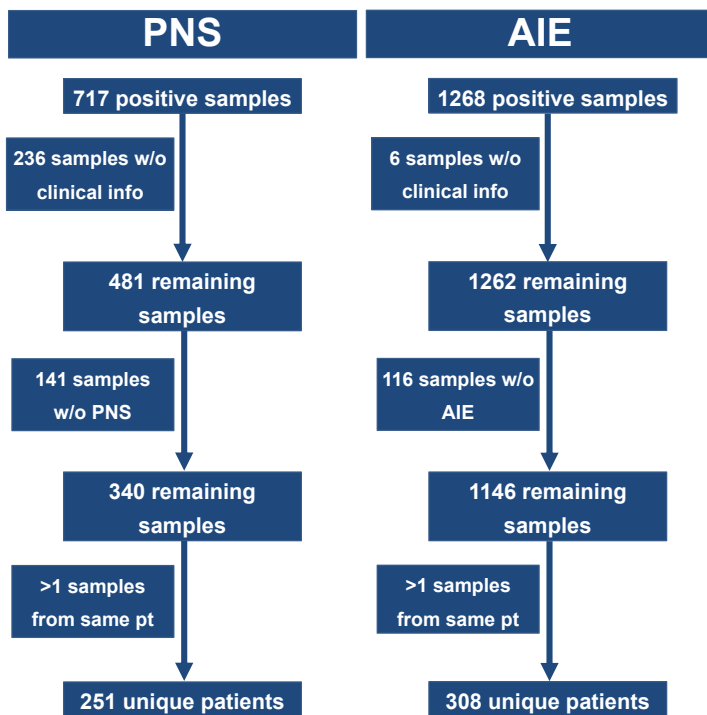 PNS
717 positive samples
236 samples w/o
clinical info
481 remaining
samples
141 samples
w/o PNS
340 remaining
samples
>1 samples
from same pt
251 unique patients
AIE
1268 positive samples
6 samples w/o
clinical info
1262 remaining
samples
116 samples w/o
AIE
1146 remaining
samples
>1 samples
from same pt
308 unique patients